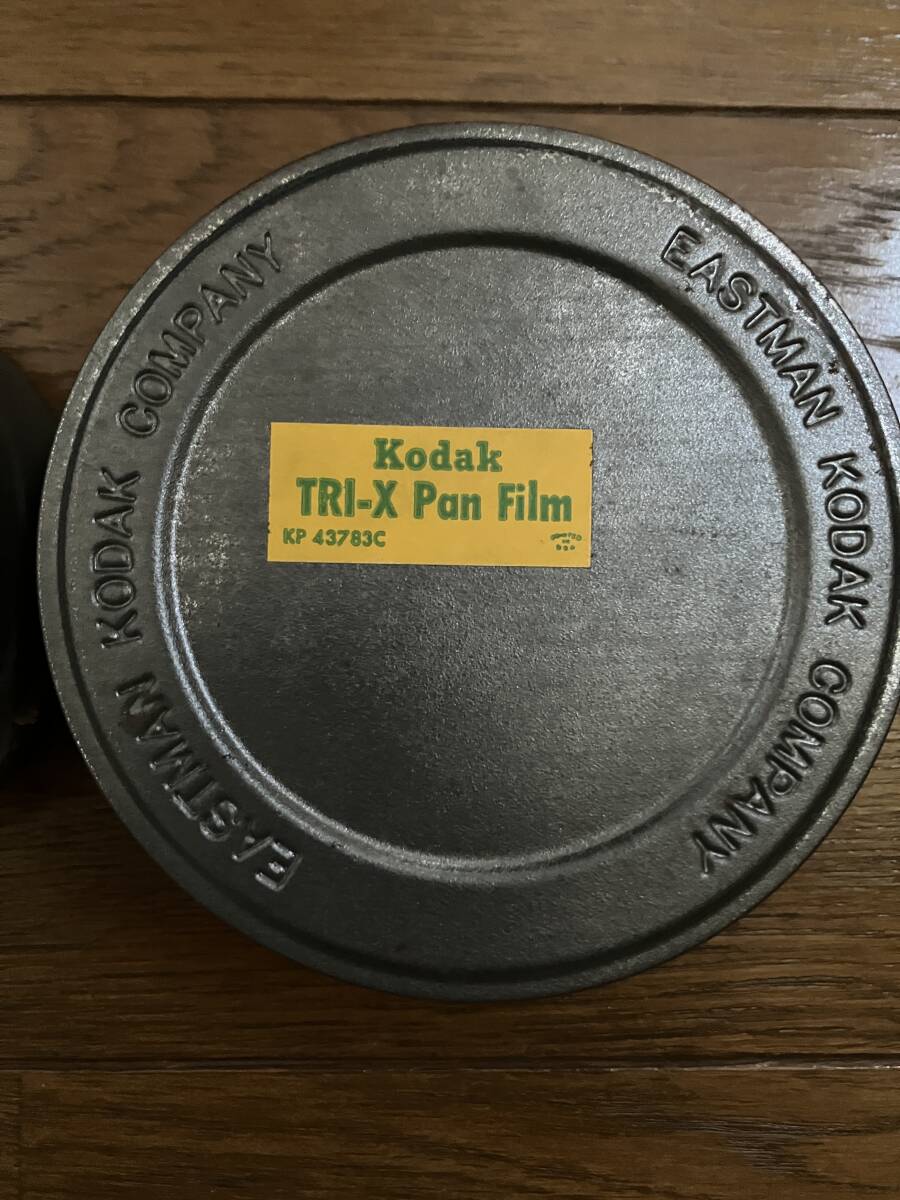 EASTMAN KODAK COMPANY
EASTMAN KODAK COMPANY
Kodak
TRI-X Pan Film
KP 43783C